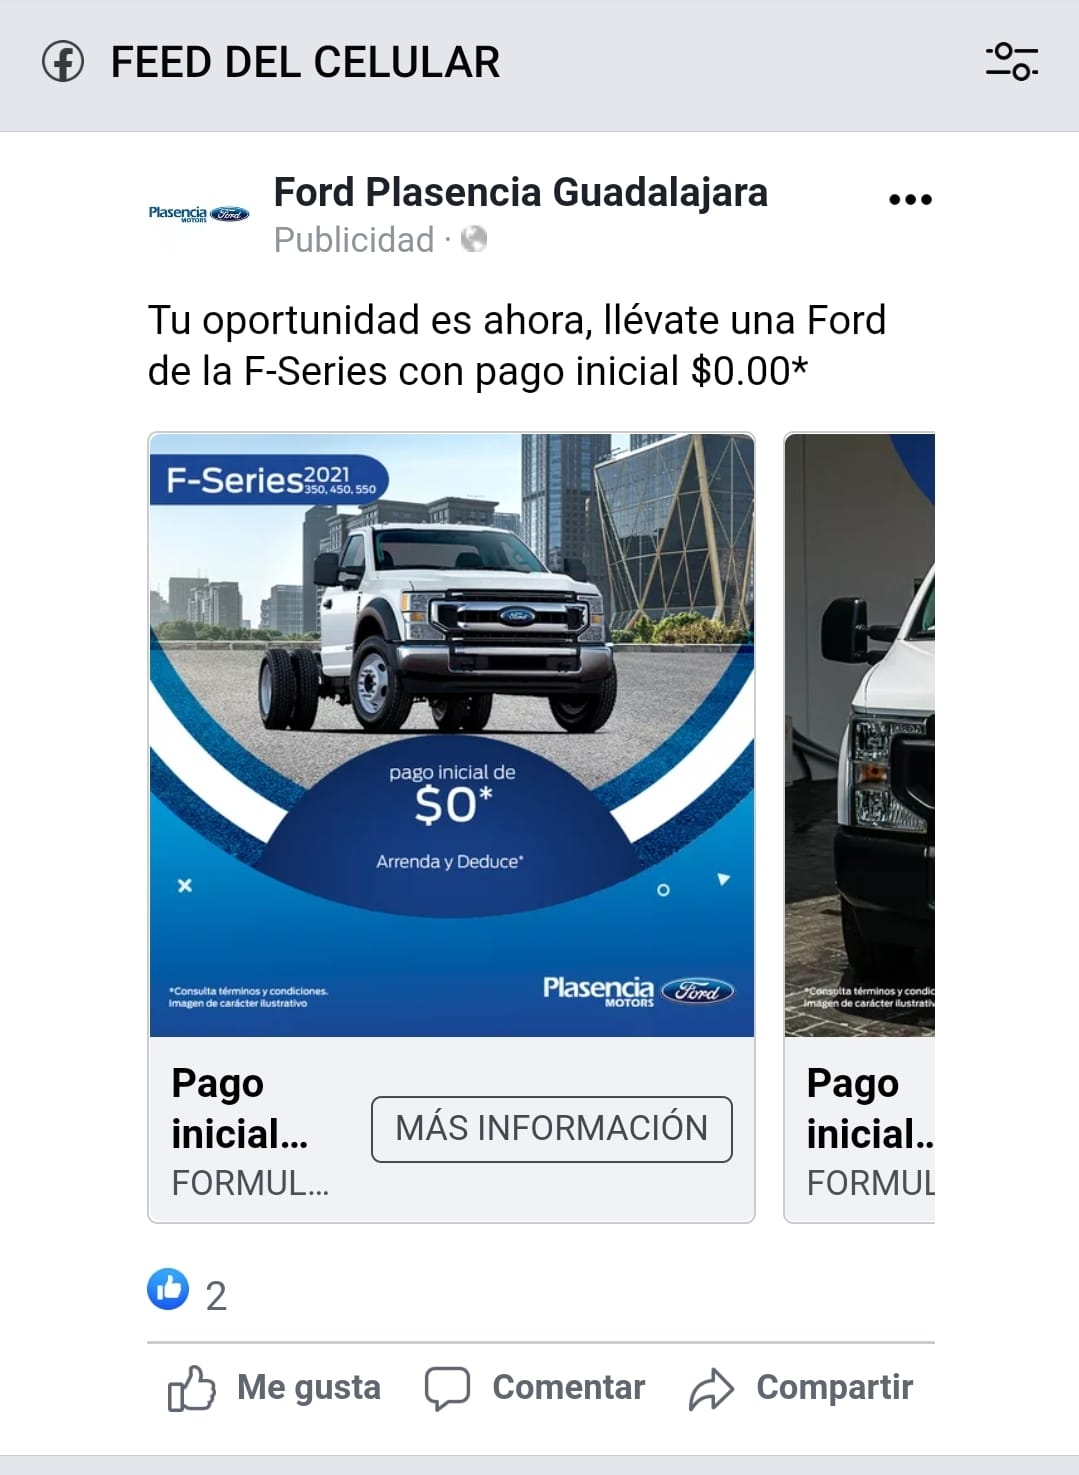 FEED DEL CELULAR
Plasencia Ford
MOTORS
Ford Plasencia Guadalajara
Publicidad ·
Tu oportunidad es ahora, llévate una Ford
de la F-Series con pago inicial $0.00*
F-Series 2021
350, 450, 550
Ford
pago inicial de
$0*
Arrenda y Deduce*
*Consulta términos y condiciones.
Imagen de carácter ilustrativo
Plasencia Ford
MOTORS
*Consulta términos y condic
Imagen de carácter ilustrativ
Pago
inicial...
FORMUL...
MÁS INFORMACIÓN
Pago
inicial..
FORMUL
2
Me gusta
Comentar
Compartir